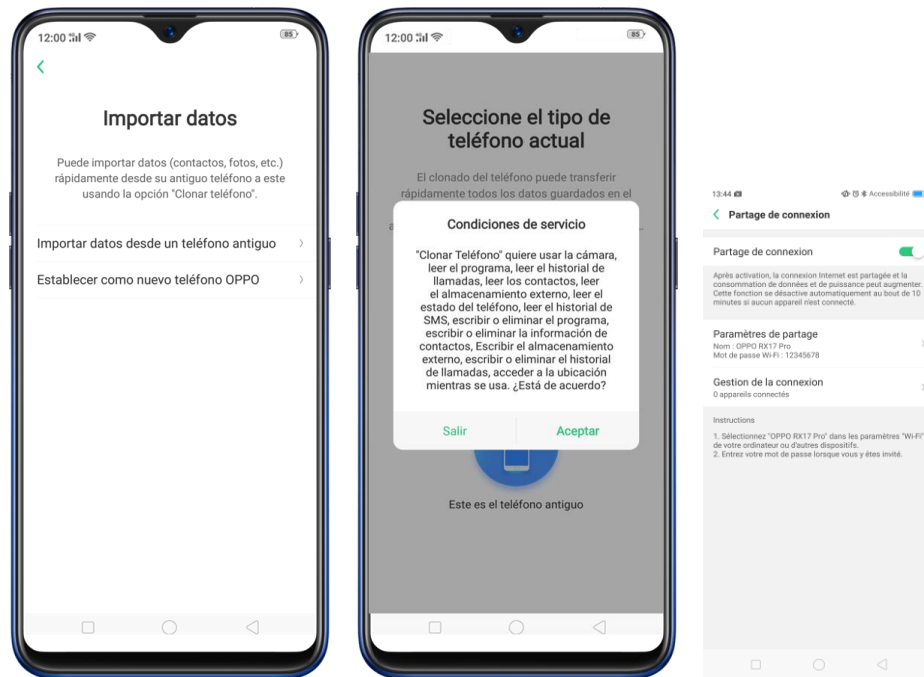 12:00
85
Importar datos
Puede importar datos (contactos, fotos, etc.)
rápidamente desde su antiguo teléfono a este
usando la opción "Clonar teléfono".
Importar datos desde un teléfono antiguo
Establecer como nuevo teléfono OPPO
12:00
85
Seleccione el tipo de
teléfono actual
El clonado del teléfono puede transferir
rápidamente todos los datos guardados en el
Condiciones de servicio
"Clonar Teléfono" quiere usar la cámara,
leer el programa, leer el historial de
llamadas, leer los contactos, leer
el almacenamiento externo, leer el
estado del teléfono, leer el historial de
SMS, escribir o eliminar el programa,
escribir o eliminar la información de
contactos, Escribir el almacenamiento
externo, escribir o eliminar el historial
de llamadas, acceder a la ubicación
mientras se usa. ¿Está de acuerdo?
Salir Aceptar
Este es el teléfono antiguo
13:44 Accessibilité
Partage de connexion
Partage de connexion
Après activation, la connexion Internet est partagée et la
consommation de données et de puissance peut augmenter.
Cette fonction se désactive automatiquement au bout de 10
minutes si aucun appareil n'est connecté.
Paramètres de partage
Nom : OPPO RX17 Pro
Mot de passe Wi-Fi : 12345678
Gestion de la connexion
0 appareils connectés
Instructions
1. Sélectionnez "OPPO RX17 Pro" dans les paramètres "Wi-Fi"
de votre ordinateur ou d'autres dispositifs.
2. Entrez votre mot de passe lorsque vous y êtes invité.